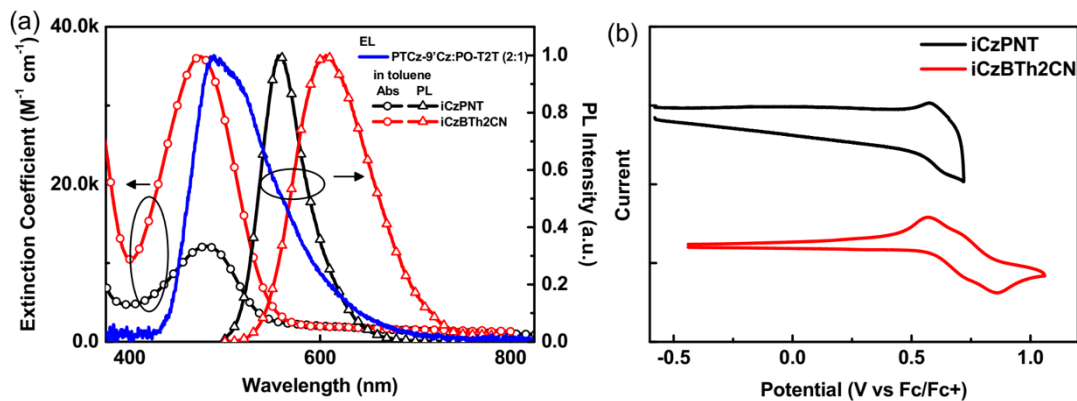 (a)
40.0k
20.0k
0.0
Extinction Coefficient (M⁻¹ cm⁻¹)
400
600
800
Wavelength (nm)
1.0
0.8
0.6
0.4
0.2
0.0
PL Intensity (a.u.)
EL
PTCz-9'Cz:PO-T2T (2:1)
in toluene
Abs PL
iCzPNT
iCzBTh2CN
(b)
iCzPNT
iCzBTh2CN
Current
-0.5 0.0 0.5 1.0
Potential (V vs Fc/Fc+)